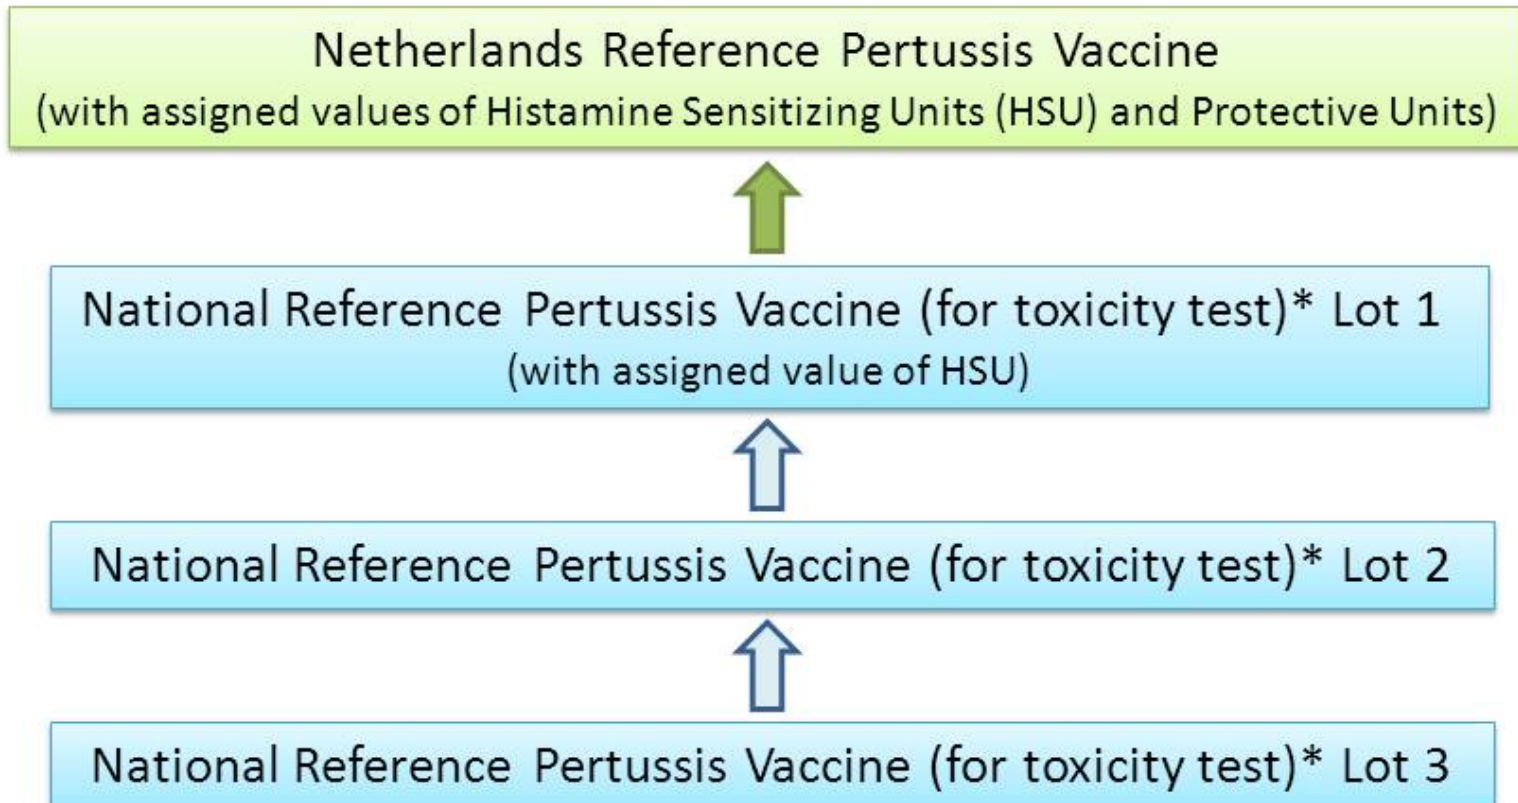 Netherlands Reference Pertussis Vaccine
(with assigned values of Histamine Sensitizing Units (HSU) and Protective Units)
National Reference Pertussis Vaccine (for toxicity test)* Lot 1
(with assigned value of HSU)
National Reference Pertussis Vaccine (for toxicity test)* Lot 2
National Reference Pertussis Vaccine (for toxicity test)* Lot 3